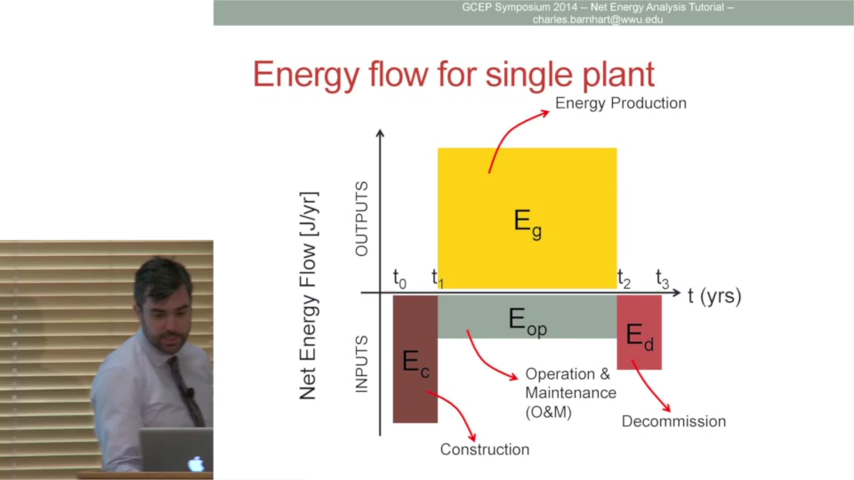 GCEP Symposium 2014 -- Net Energy Analysis Tutorial --
charles.barnhart@wwu.edu
Energy flow for single plant
Energy Production
Net Energy Flow [J/yr]
OUTPUTS
INPUTS
Eg
t0
t1
t2
t3
t (yrs)
Eop
Ec
Ed
Operation &
Maintenance
(O&M)
Decommission
Construction